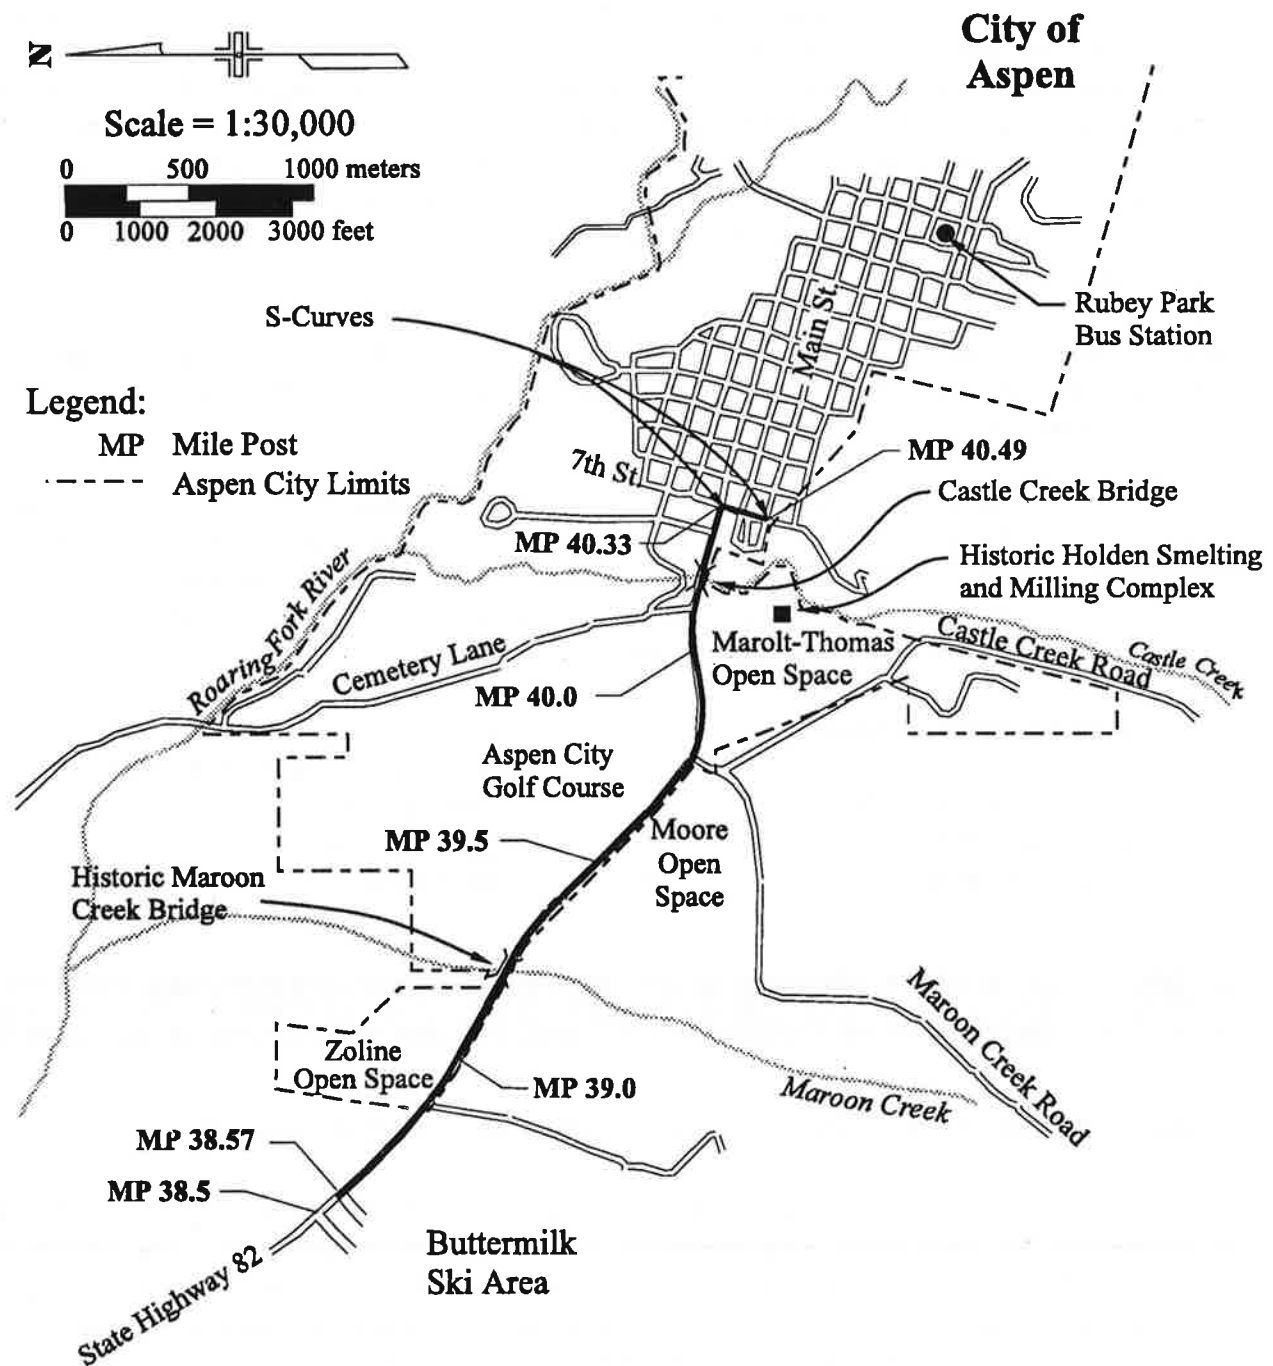 City of
Aspen
N
Scale = 1:30,000
0 500 1000 meters
0 1000 2000 3000 feet
S-Curves
Main St.
Rubey Park
Bus Station
Legend:
MP Mile Post
Aspen City Limits
7th St.
MP 40.49
Castle Creek Bridge
MP 40.33
Historic Holden Smelting
and Milling Complex
Roaring Fork River
Cemetery Lane
Marolt-Thomas
Open Space
Castle Creek Road
Castle Creek
MP 40.0
Aspen City
Golf Course
MP 39.5
Moore
Open
Space
Historic Maroon
Creek Bridge
Maroon Creek Road
Zoline
Open Space
MP 39.0
Maroon Creek
MP 38.57
MP 38.5
Buttermilk
Ski Area
State Highway 82